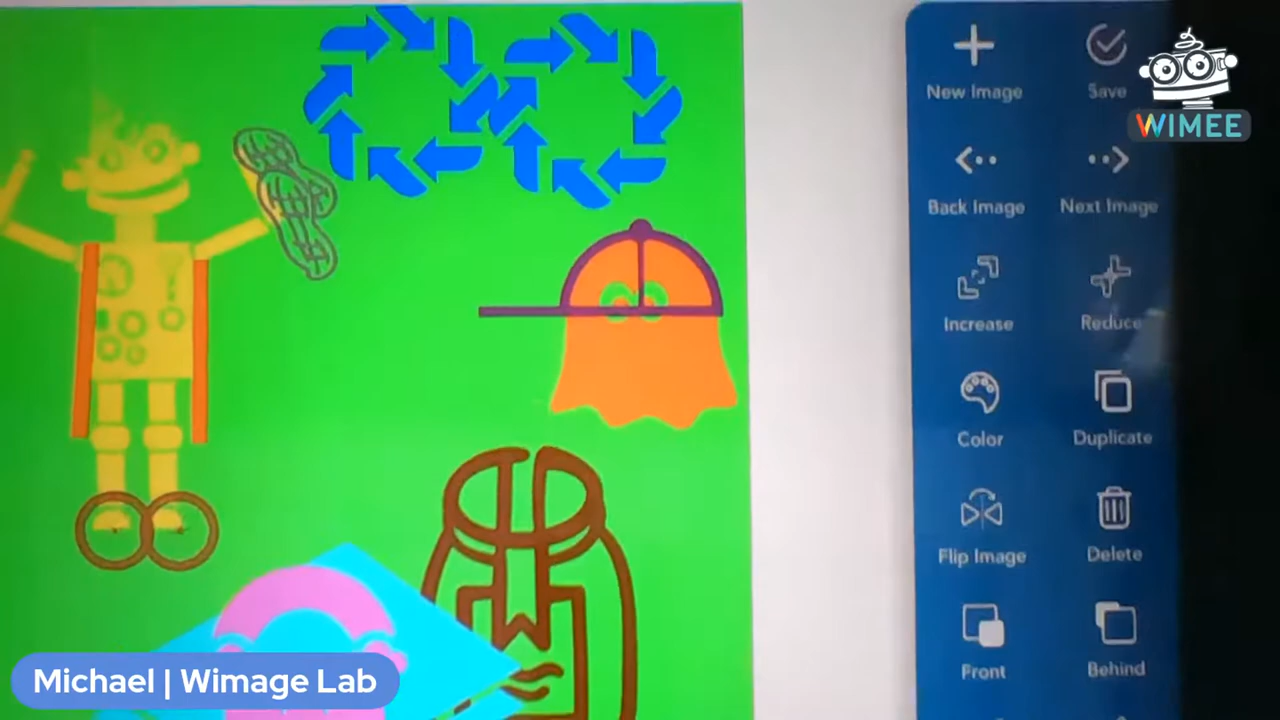 New Image
Save
WIMEE
Back Image
Next Image
Increase
Reduce
Color
Duplicate
Flip Image
Delete
Front
Behind
Michael | Wimage Lab